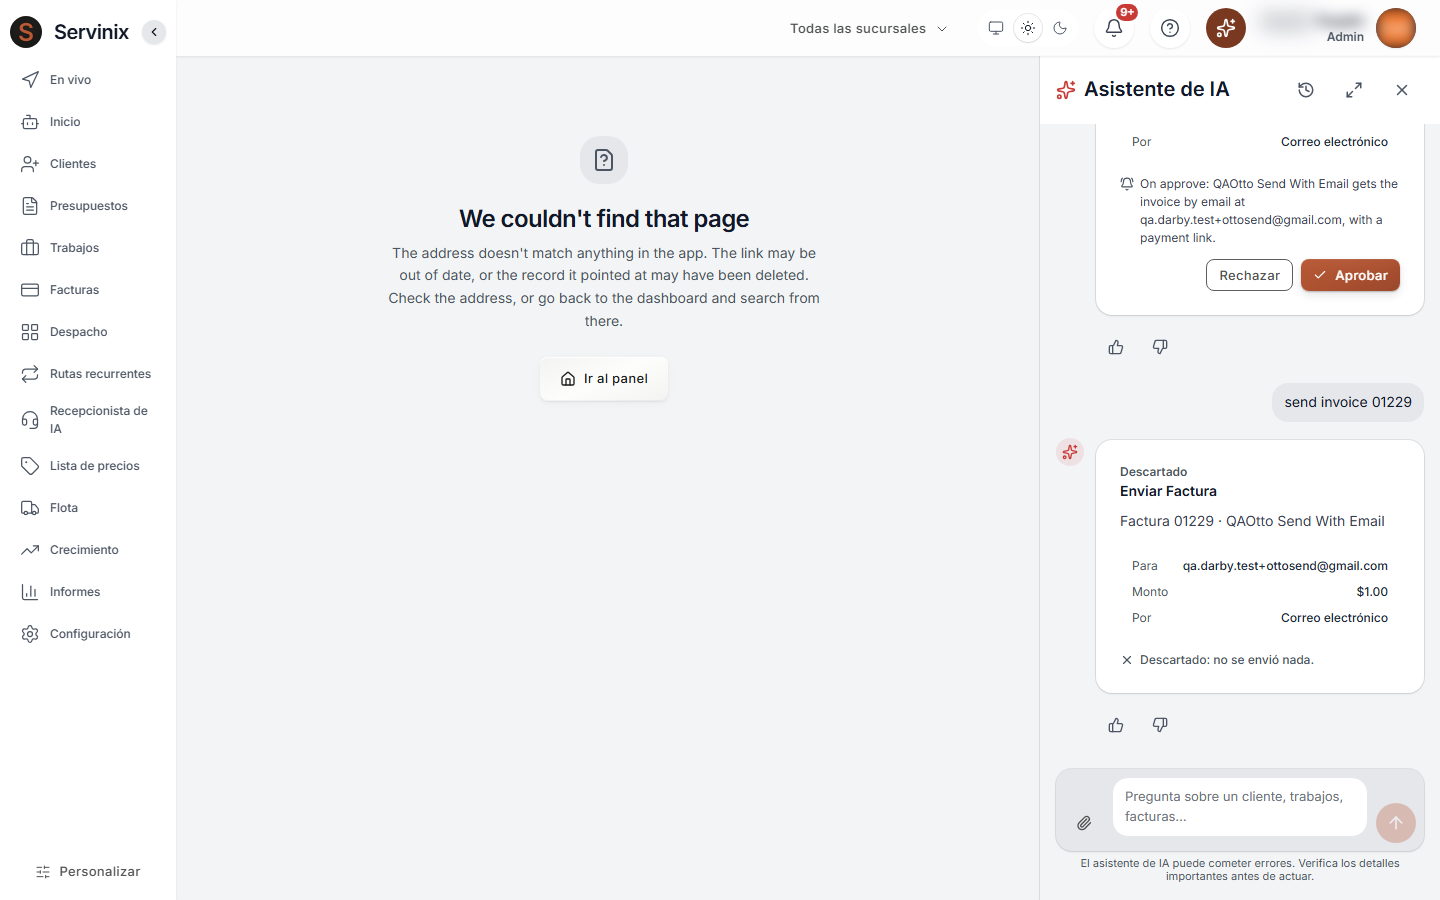 S Servinix
Todas las sucursales
9+
Admin
En vivo
Inicio
Clientes
Presupuestos
Trabajos
Facturas
Despacho
Rutas recurrentes
Recepcionista de
IA
Lista de precios
Flota
Crecimiento
Informes
Configuración
Personalizar
We couldn't find that page
The address doesn't match anything in the app. The link may be
out of date, or the record it pointed at may have been deleted.
Check the address, or go back to the dashboard and search from
there.
Ir al panel
Asistente de IA
Por Correo electrónico
On approve: QAOtto Send With Email gets the
invoice by email at
qa.darby.test+ottosend@gmail.com, with a
payment link.
Rechazar
Aprobar
send invoice 01229
Descartado
Enviar Factura
Factura 01229 · QAOtto Send With Email
Para qa.darby.test+ottosend@gmail.com
Monto $1.00
Por Correo electrónico
Descartado: no se envió nada.
Pregunta sobre un cliente, trabajos,
facturas...
El asistente de IA puede cometer errores. Verifica los detalles
importantes antes de actuar.